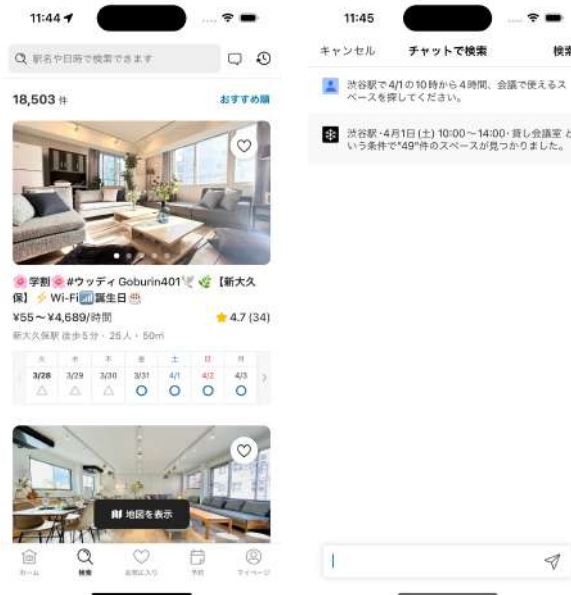 11:44
駅名や日時で検索できます
18,503 件
おすすめ順
🌸学割🌸#ウッディ Goburin401🕊️🌿【新大久
保】⚡Wi-Fi📶誕生日🎂
¥55～¥4,689/時間
4.7 (34)
新大久保駅 徒歩5分・25人・50㎡
火 水 木 金 土 日 月
3/28 3/29 3/30 3/31 4/1 4/2 4/3
地図を表示
ホーム 検索 お気に入り 予約 マイページ
11:45
キャンセル チャットで検索 検索
渋谷駅で4/1の10時から4時間、会議で使えるス
ペースを探してください。
渋谷駅・4月1日(土) 10:00～14:00・貸し会議室 と
いう条件で"49"件のスペースが見つかりました。